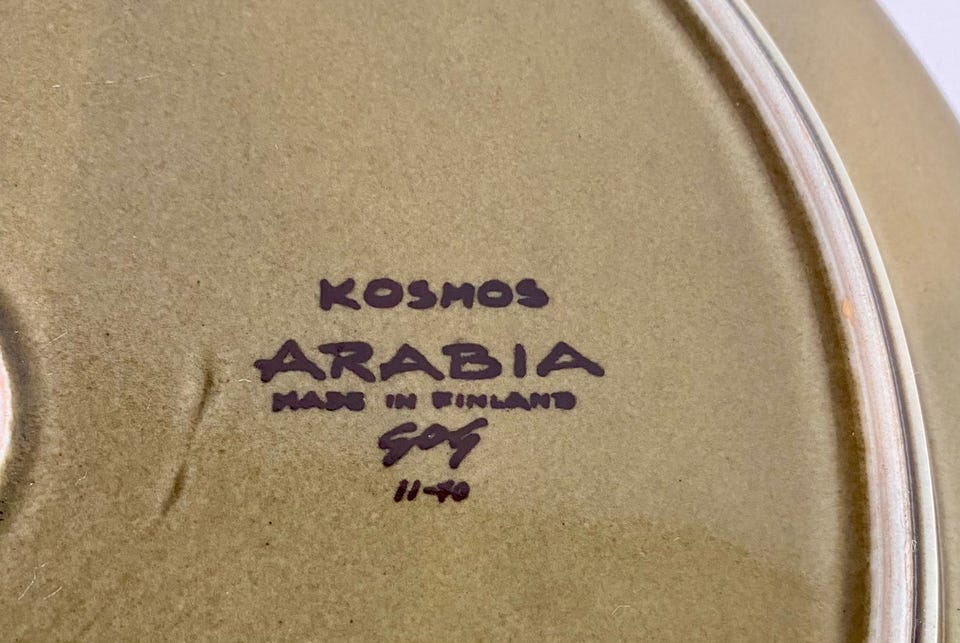 KOSMOS
ARABIA
MADE IN FINLAND
GOG
11-70